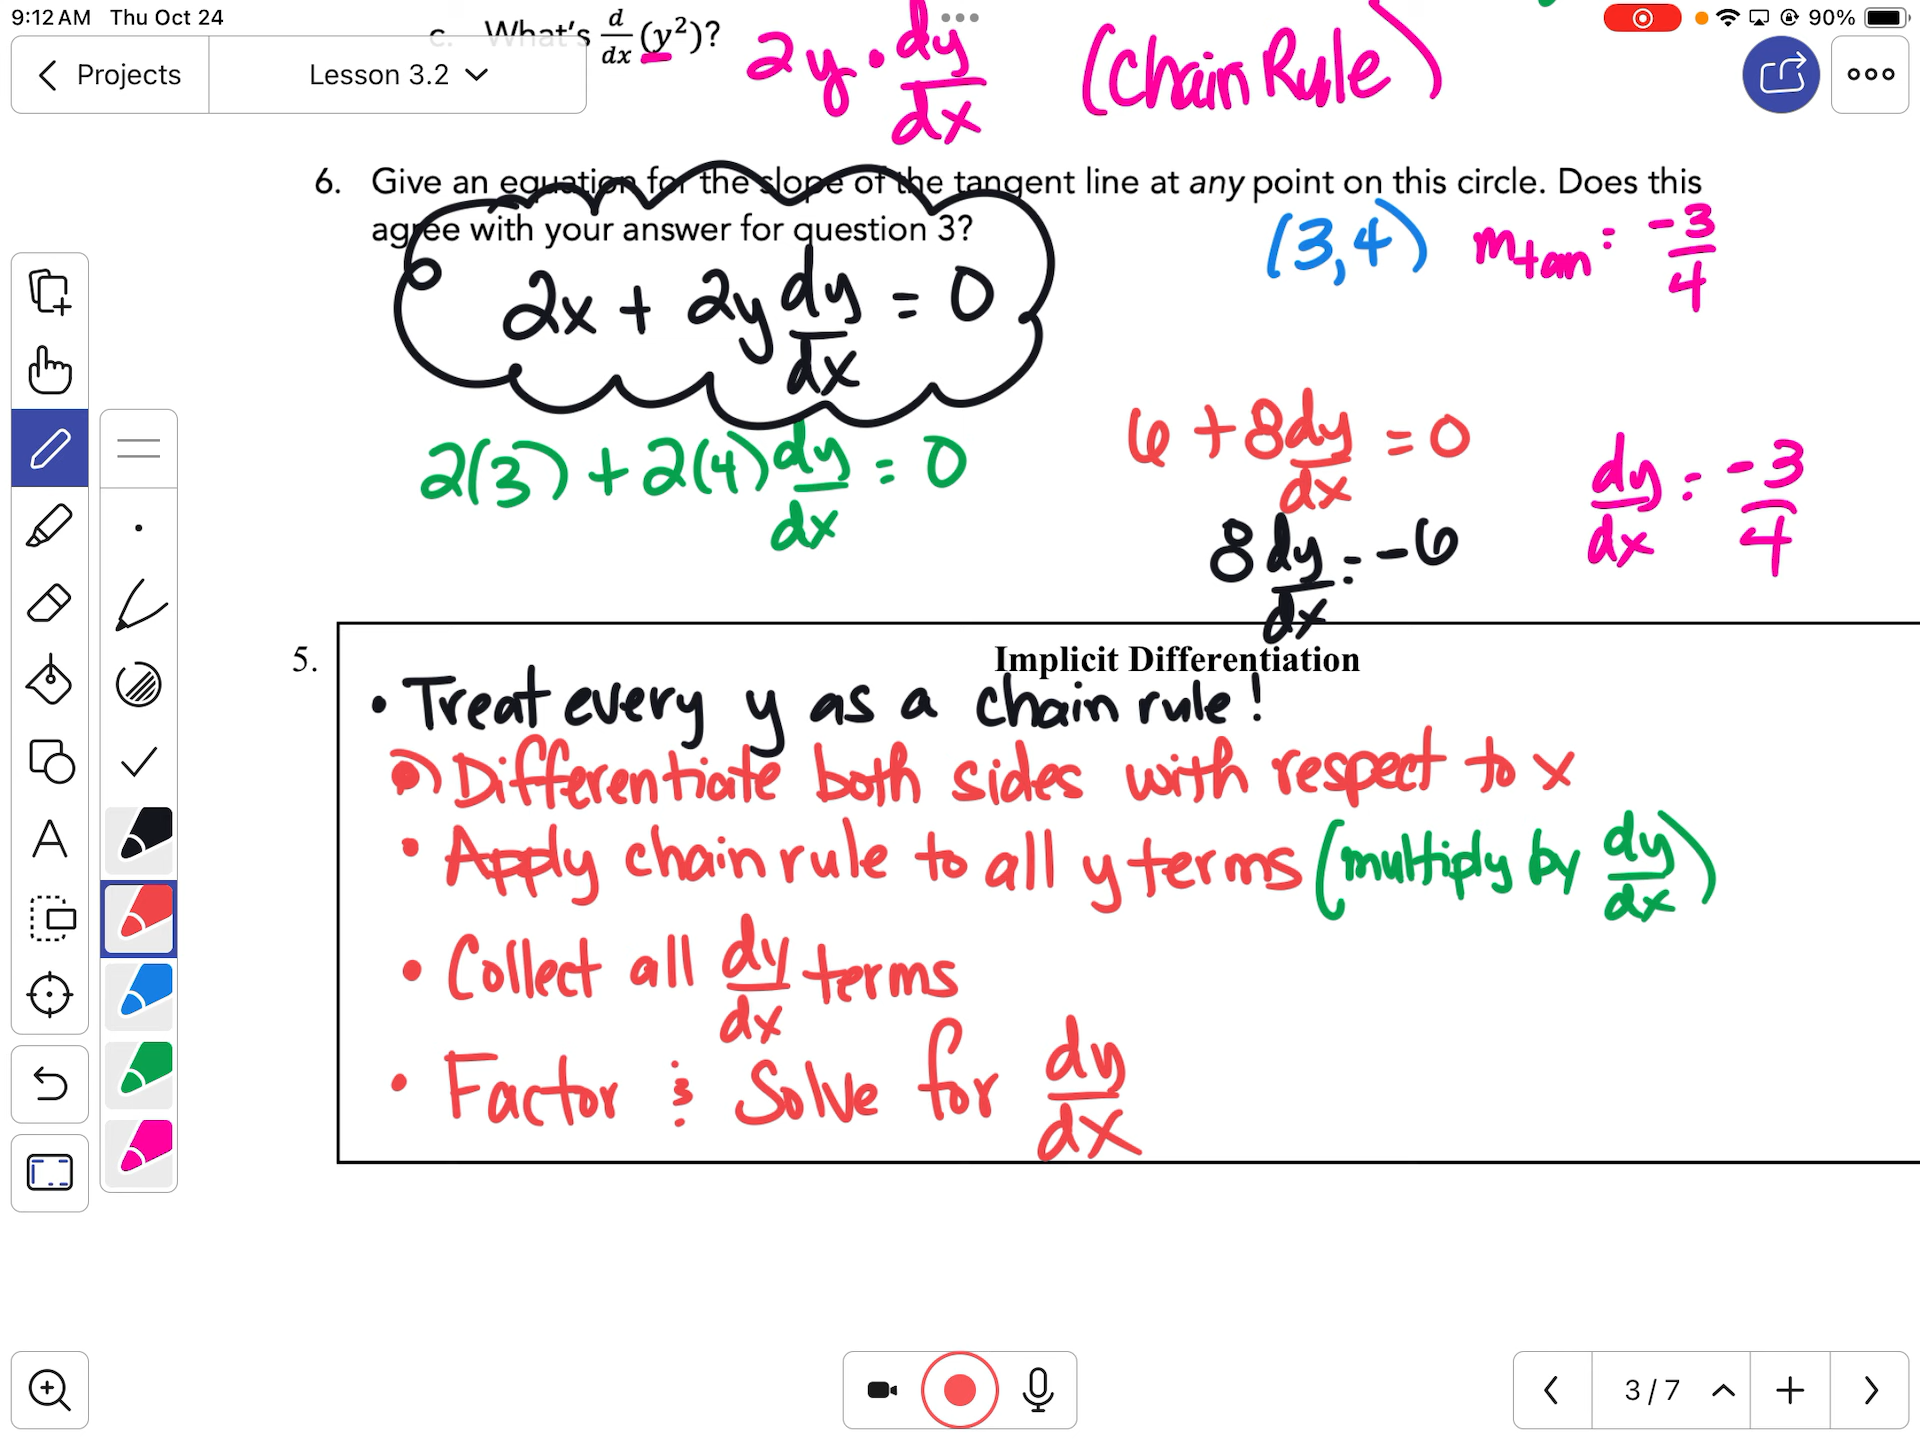 9:12 AM Thu Oct 24
90%
c. What's d/dx (y²)? 2y · dy/dx (Chain Rule)
Projects
Lesson 3.2
6. Give an equation for the slope of the tangent line at any point on this circle. Does this
agree with your answer for question 3?
(3,4) mtan = -3/4
2x + 2y dy/dx = 0
2(3) + 2(4) dy/dx = 0
6 + 8 dy/dx = 0
8 dy/dx = -6
dy/dx = -3/4
5. Implicit Differentiation
• Treat every y as a chain rule!
• Differentiate both sides with respect to x
• Apply chain rule to all y terms (multiply by dy/dx)
• Collect all dy/dx terms
• Factor & Solve for dy/dx
A
3/7